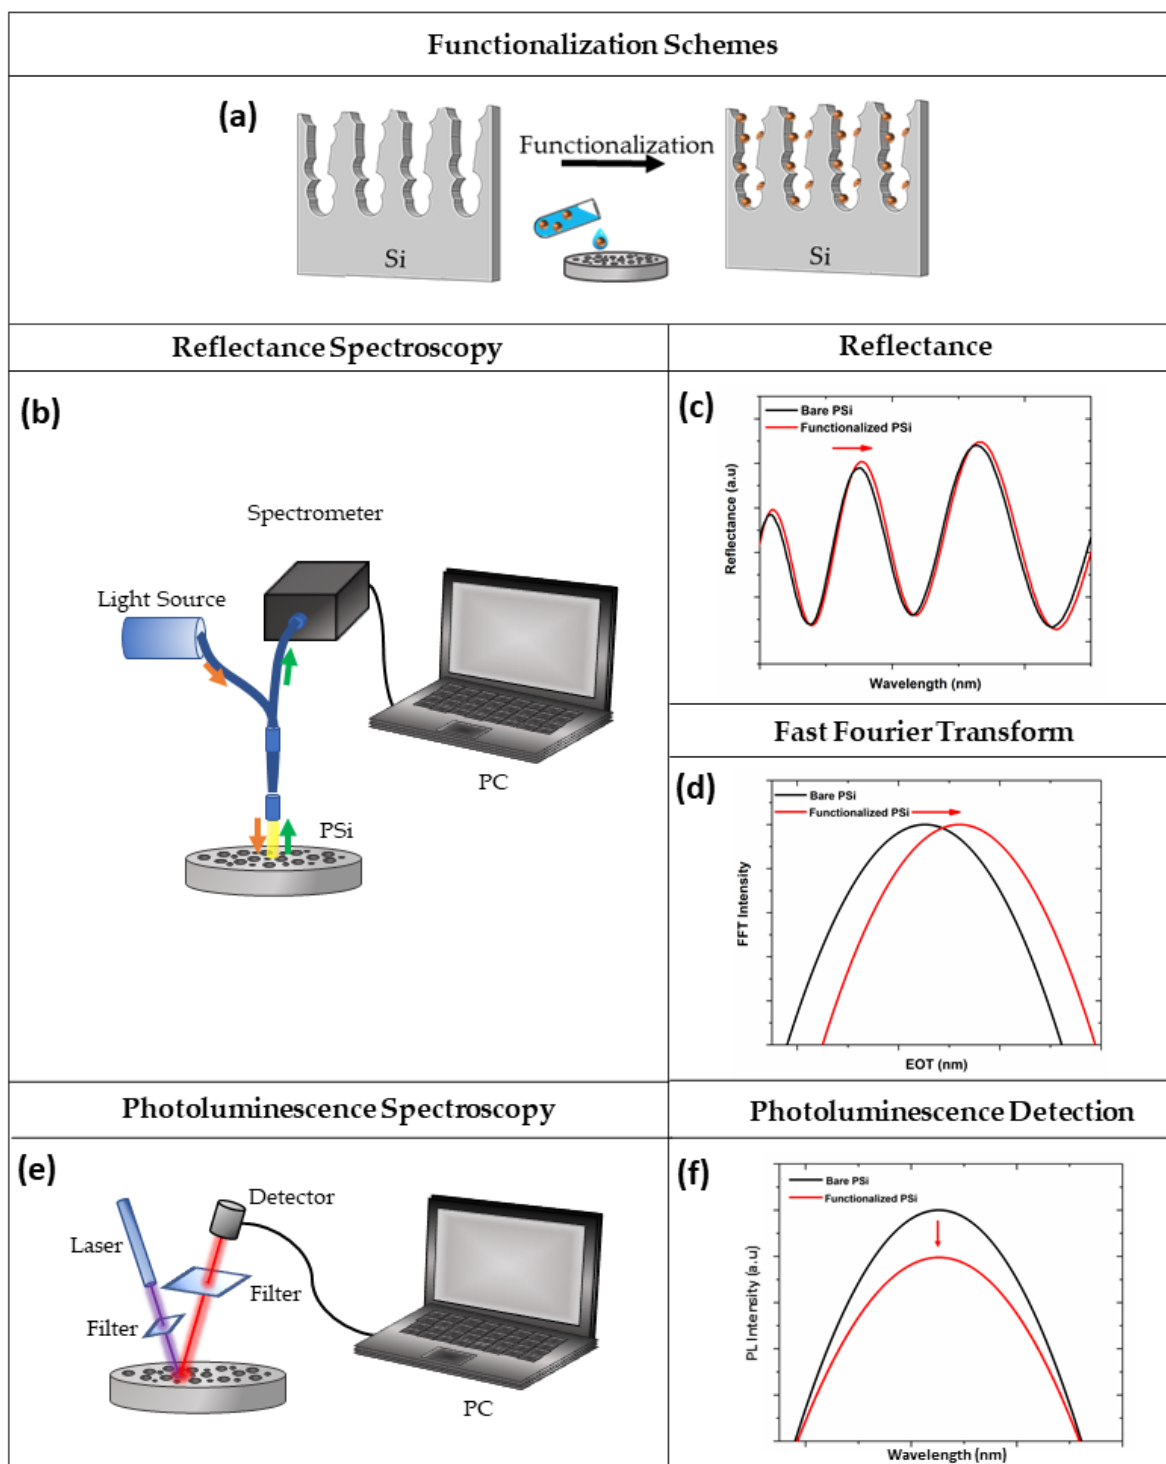 Functionalization Schemes
(a)
Functionalization
Si
Si
Reflectance Spectroscopy
(b)
Spectrometer
Light Source
PC
PSi
Reflectance
(c)
Bare PSi
Functionalized PSi
Reflectance (a.u)
Wavelength (nm)
Fast Fourier Transform
(d)
Bare PSi
Functionalized PSi
FFT Intensity
EOT (nm)
Photoluminescence Spectroscopy
(e)
Detector
Laser
Filter
Filter
PC
Photoluminescence Detection
(f)
Bare PSi
Functionalized PSi
PL Intensity (a.u)
Wavelength (nm)